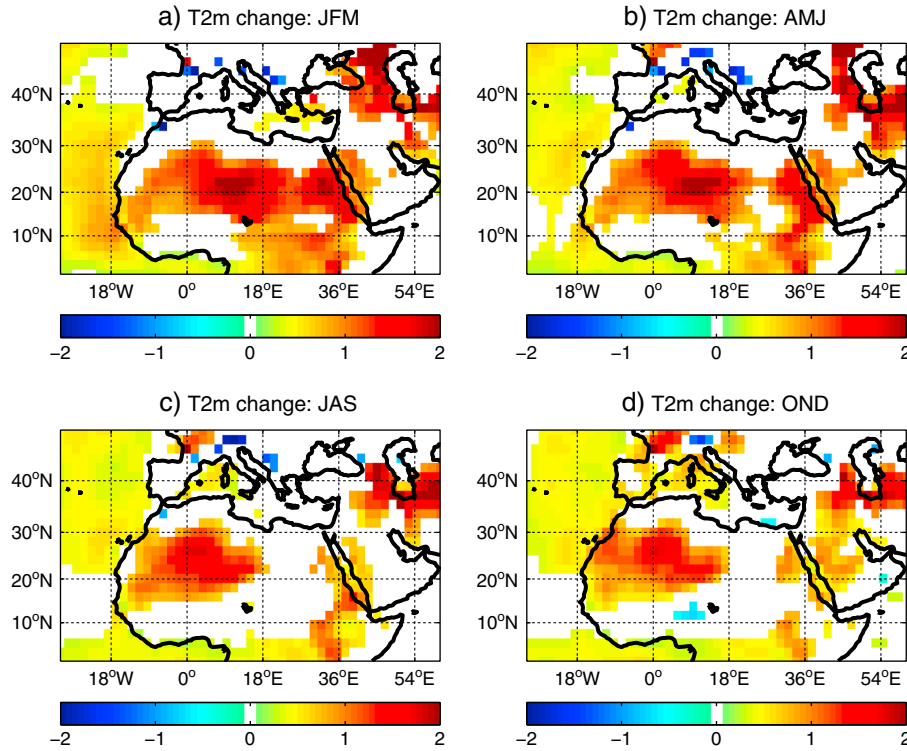 a) T2m change: JFM
b) T2m change: AMJ
40°N
30°N
20°N
10°N
18°W 0° 18°E 36°E 54°E
−2 −1 0 1 2
40°N
30°N
20°N
10°N
18°W 0° 18°E 36°E 54°E
−2 −1 0 1 2
c) T2m change: JAS
d) T2m change: OND
40°N
30°N
20°N
10°N
18°W 0° 18°E 36°E 54°E
−2 −1 0 1 2
40°N
30°N
20°N
10°N
18°W 0° 18°E 36°E 54°E
−2 −1 0 1 2